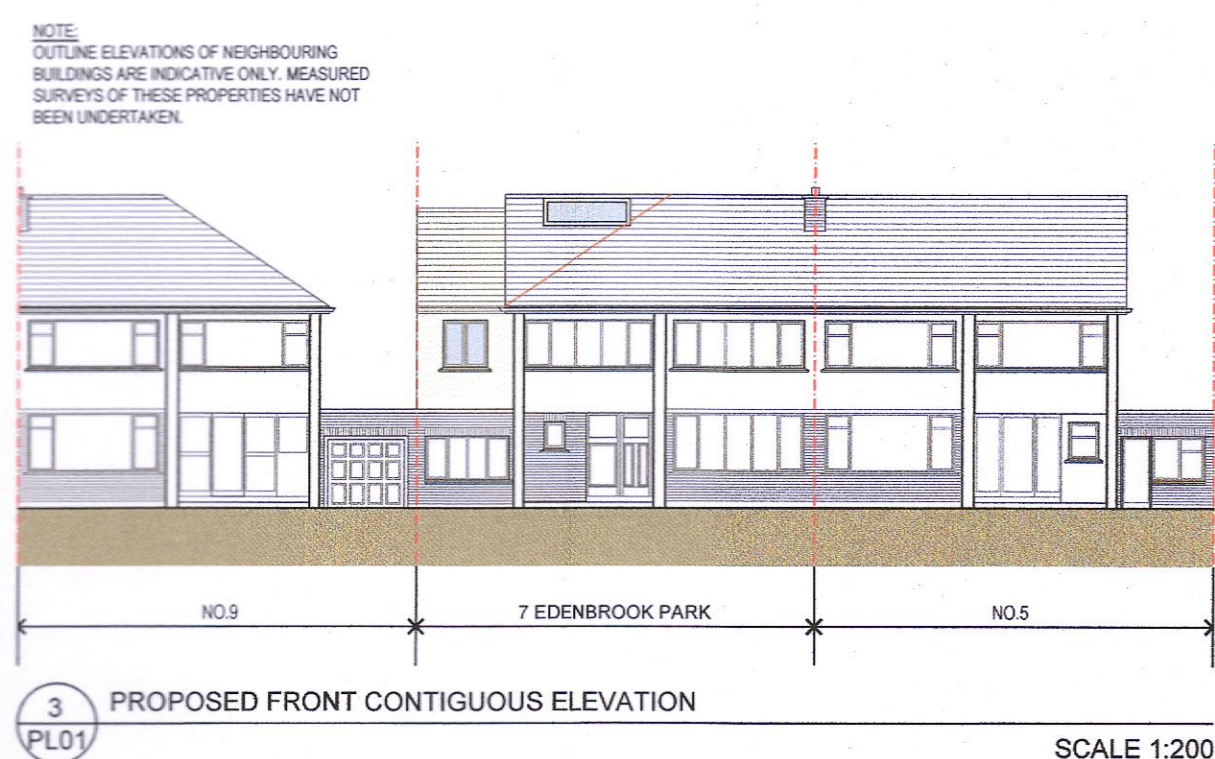 NOTE:
OUTLINE ELEVATIONS OF NEIGHBOURING
BUILDINGS ARE INDICATIVE ONLY. MEASURED
SURVEYS OF THESE PROPERTIES HAVE NOT
BEEN UNDERTAKEN.
NO.9
7 EDENBROOK PARK
NO.5
3
PL01
PROPOSED FRONT CONTIGUOUS ELEVATION
SCALE 1:200